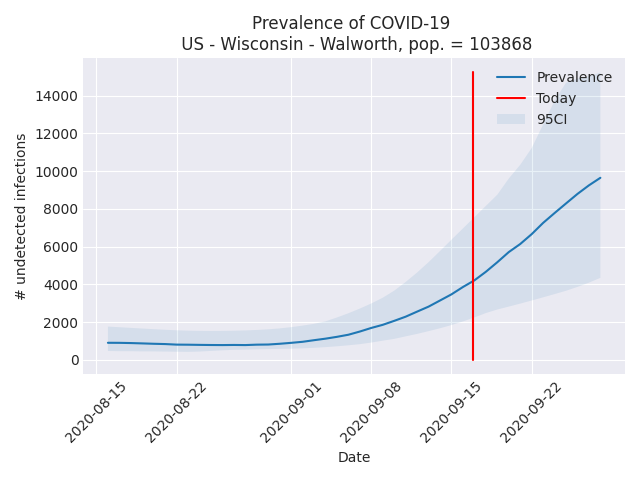 Prevalence of COVID-19
US - Wisconsin - Walworth, pop. = 103868
Prevalence
Today
95CI
14000
12000
10000
8000
6000
4000
2000
0
# undetected infections
2020-08-15
2020-08-22
2020-09-01
2020-09-08
2020-09-15
2020-09-22
Date